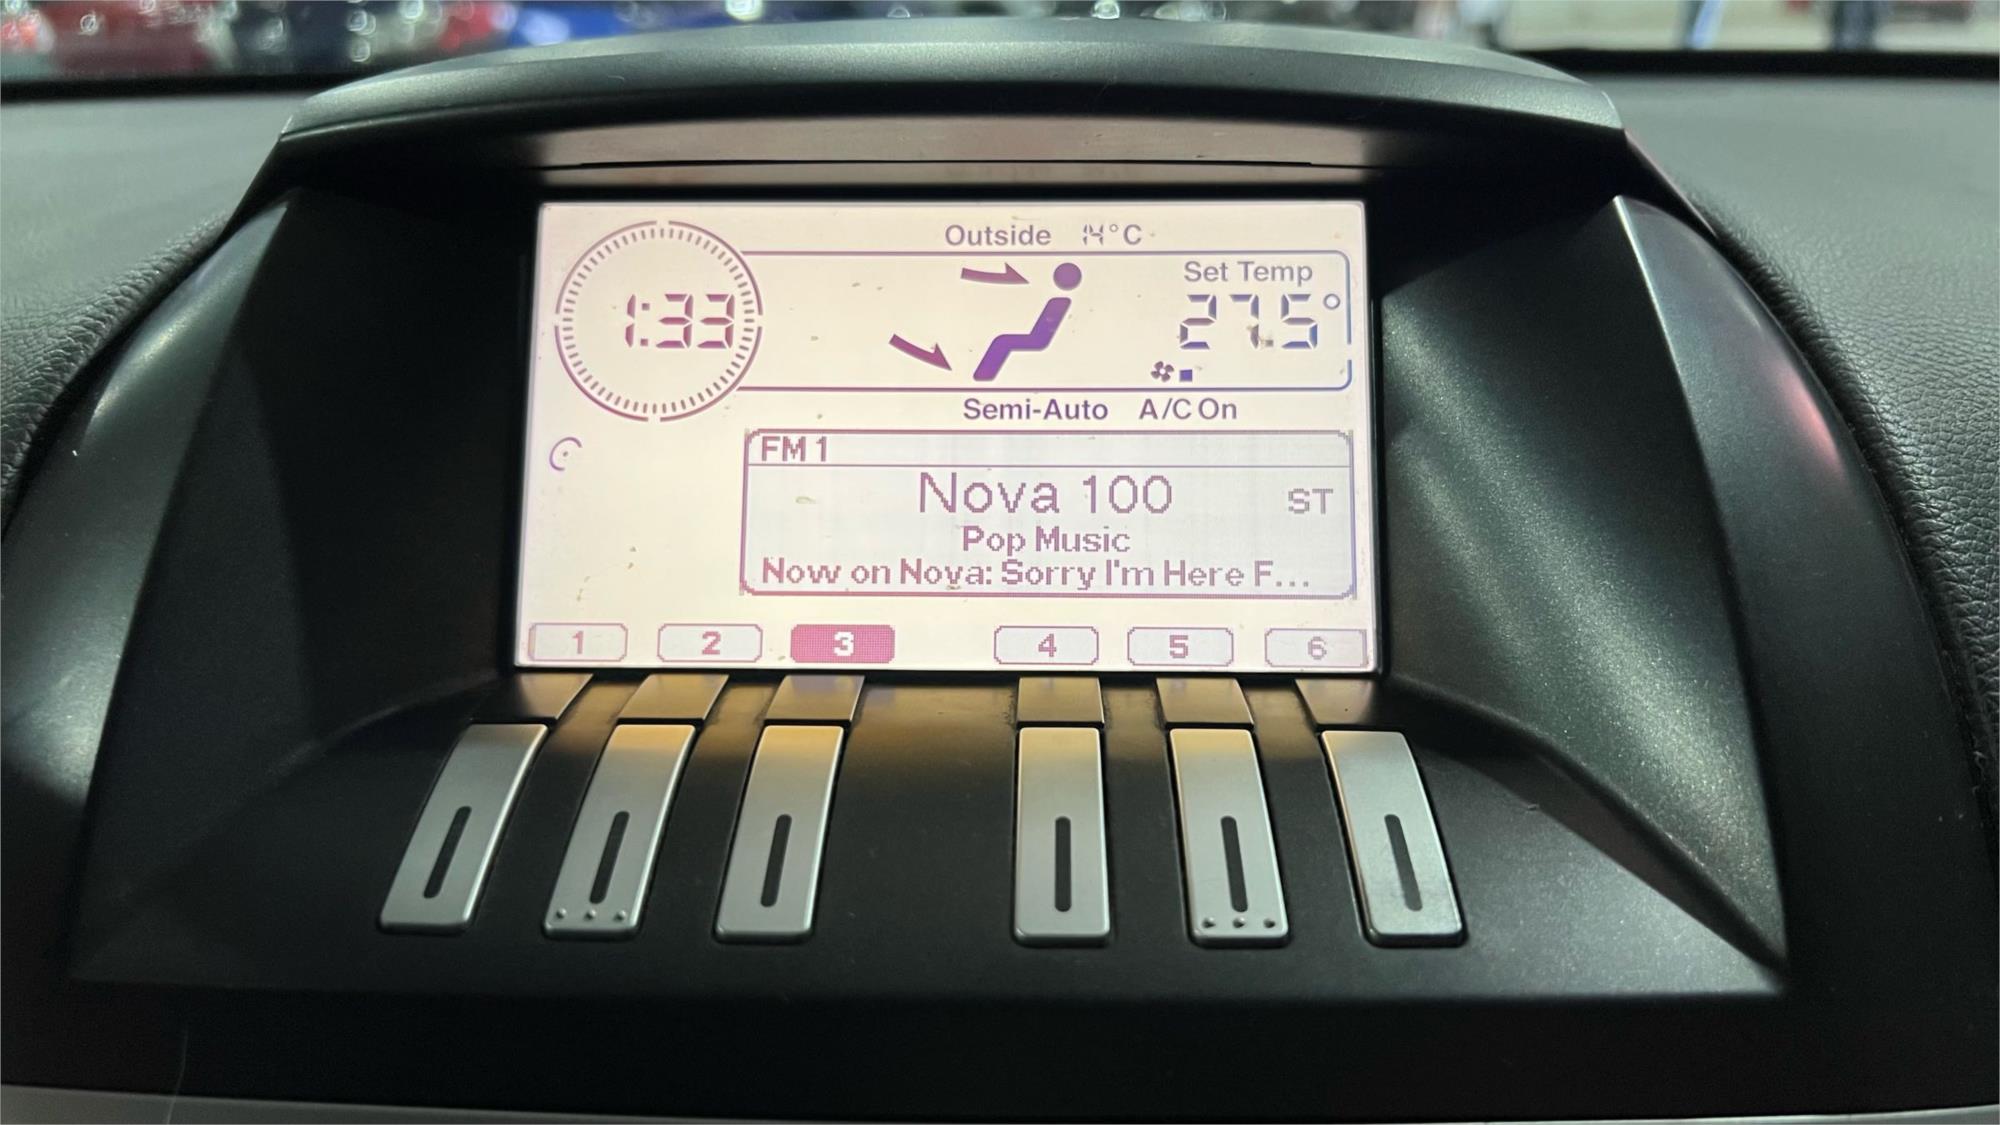 Outside 14°C
1:33
Set Temp
27.5°
Semi-Auto A/C On
FM 1
Nova 100
ST
Pop Music
Now on Nova: Sorry I'm Here F...
1 2 3 4 5 6